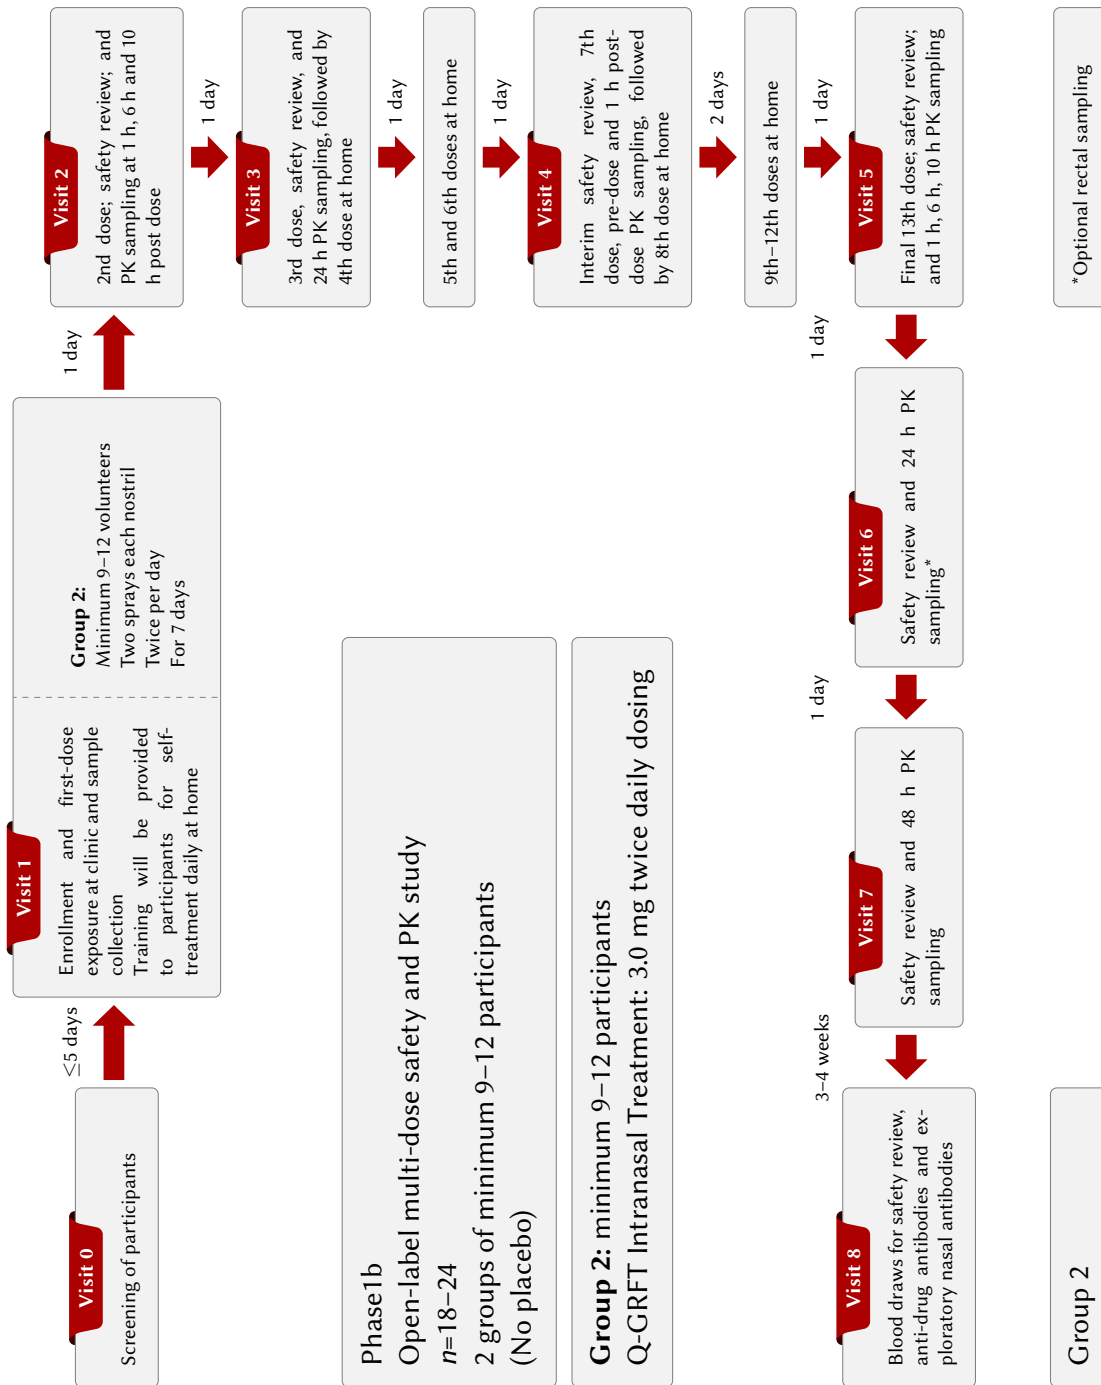 Visit 0
Screening of participants
≤5 days
Visit 1
Enrollment and first-dose
exposure at clinic and sample
collection
Training will be provided
to participants for self-
treatment daily at home
Group 2:
Minimum 9–12 volunteers
Two sprays each nostril
Twice per day
For 7 days
1 day
Visit 2
2nd dose; safety review; and
PK sampling at 1 h, 6 h and 10
h post dose
1 day
Visit 3
3rd dose, safety review, and
24 h PK sampling, followed by
4th dose at home
1 day
5th and 6th doses at home
1 day
Visit 4
Interim safety review, 7th
dose, pre-dose and 1 h post-
dose PK sampling, followed
by 8th dose at home
2 days
9th–12th doses at home
1 day
Visit 5
Final 13th dose; safety review;
and 1 h, 6 h, 10 h PK sampling
1 day
Visit 6
Safety review and 24 h PK
sampling*
1 day
Visit 7
Safety review and 48 h PK
sampling
3–4 weeks
Visit 8
Blood draws for safety review,
anti-drug antibodies and ex-
ploratory nasal antibodies
Phase1b
Open-label multi-dose safety and PK study
n=18–24
2 groups of minimum 9–12 participants
(No placebo)
Group 2: minimum 9–12 participants
Q-GRFT Intranasal Treatment: 3.0 mg twice daily dosing
Group 2
*Optional rectal sampling